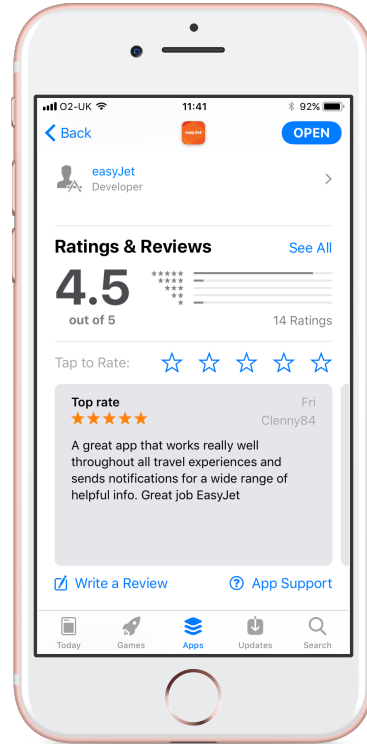 O2-UK 11:41 92%
Back easyJet OPEN
easyJet
Developer
Ratings & Reviews See All
4.5
out of 5 14 Ratings
Tap to Rate:
Top rate Fri
Clenny84
A great app that works really well
throughout all travel experiences and
sends notifications for a wide range of
helpful info. Great job EasyJet
Write a Review App Support
Today Games Apps Updates Search